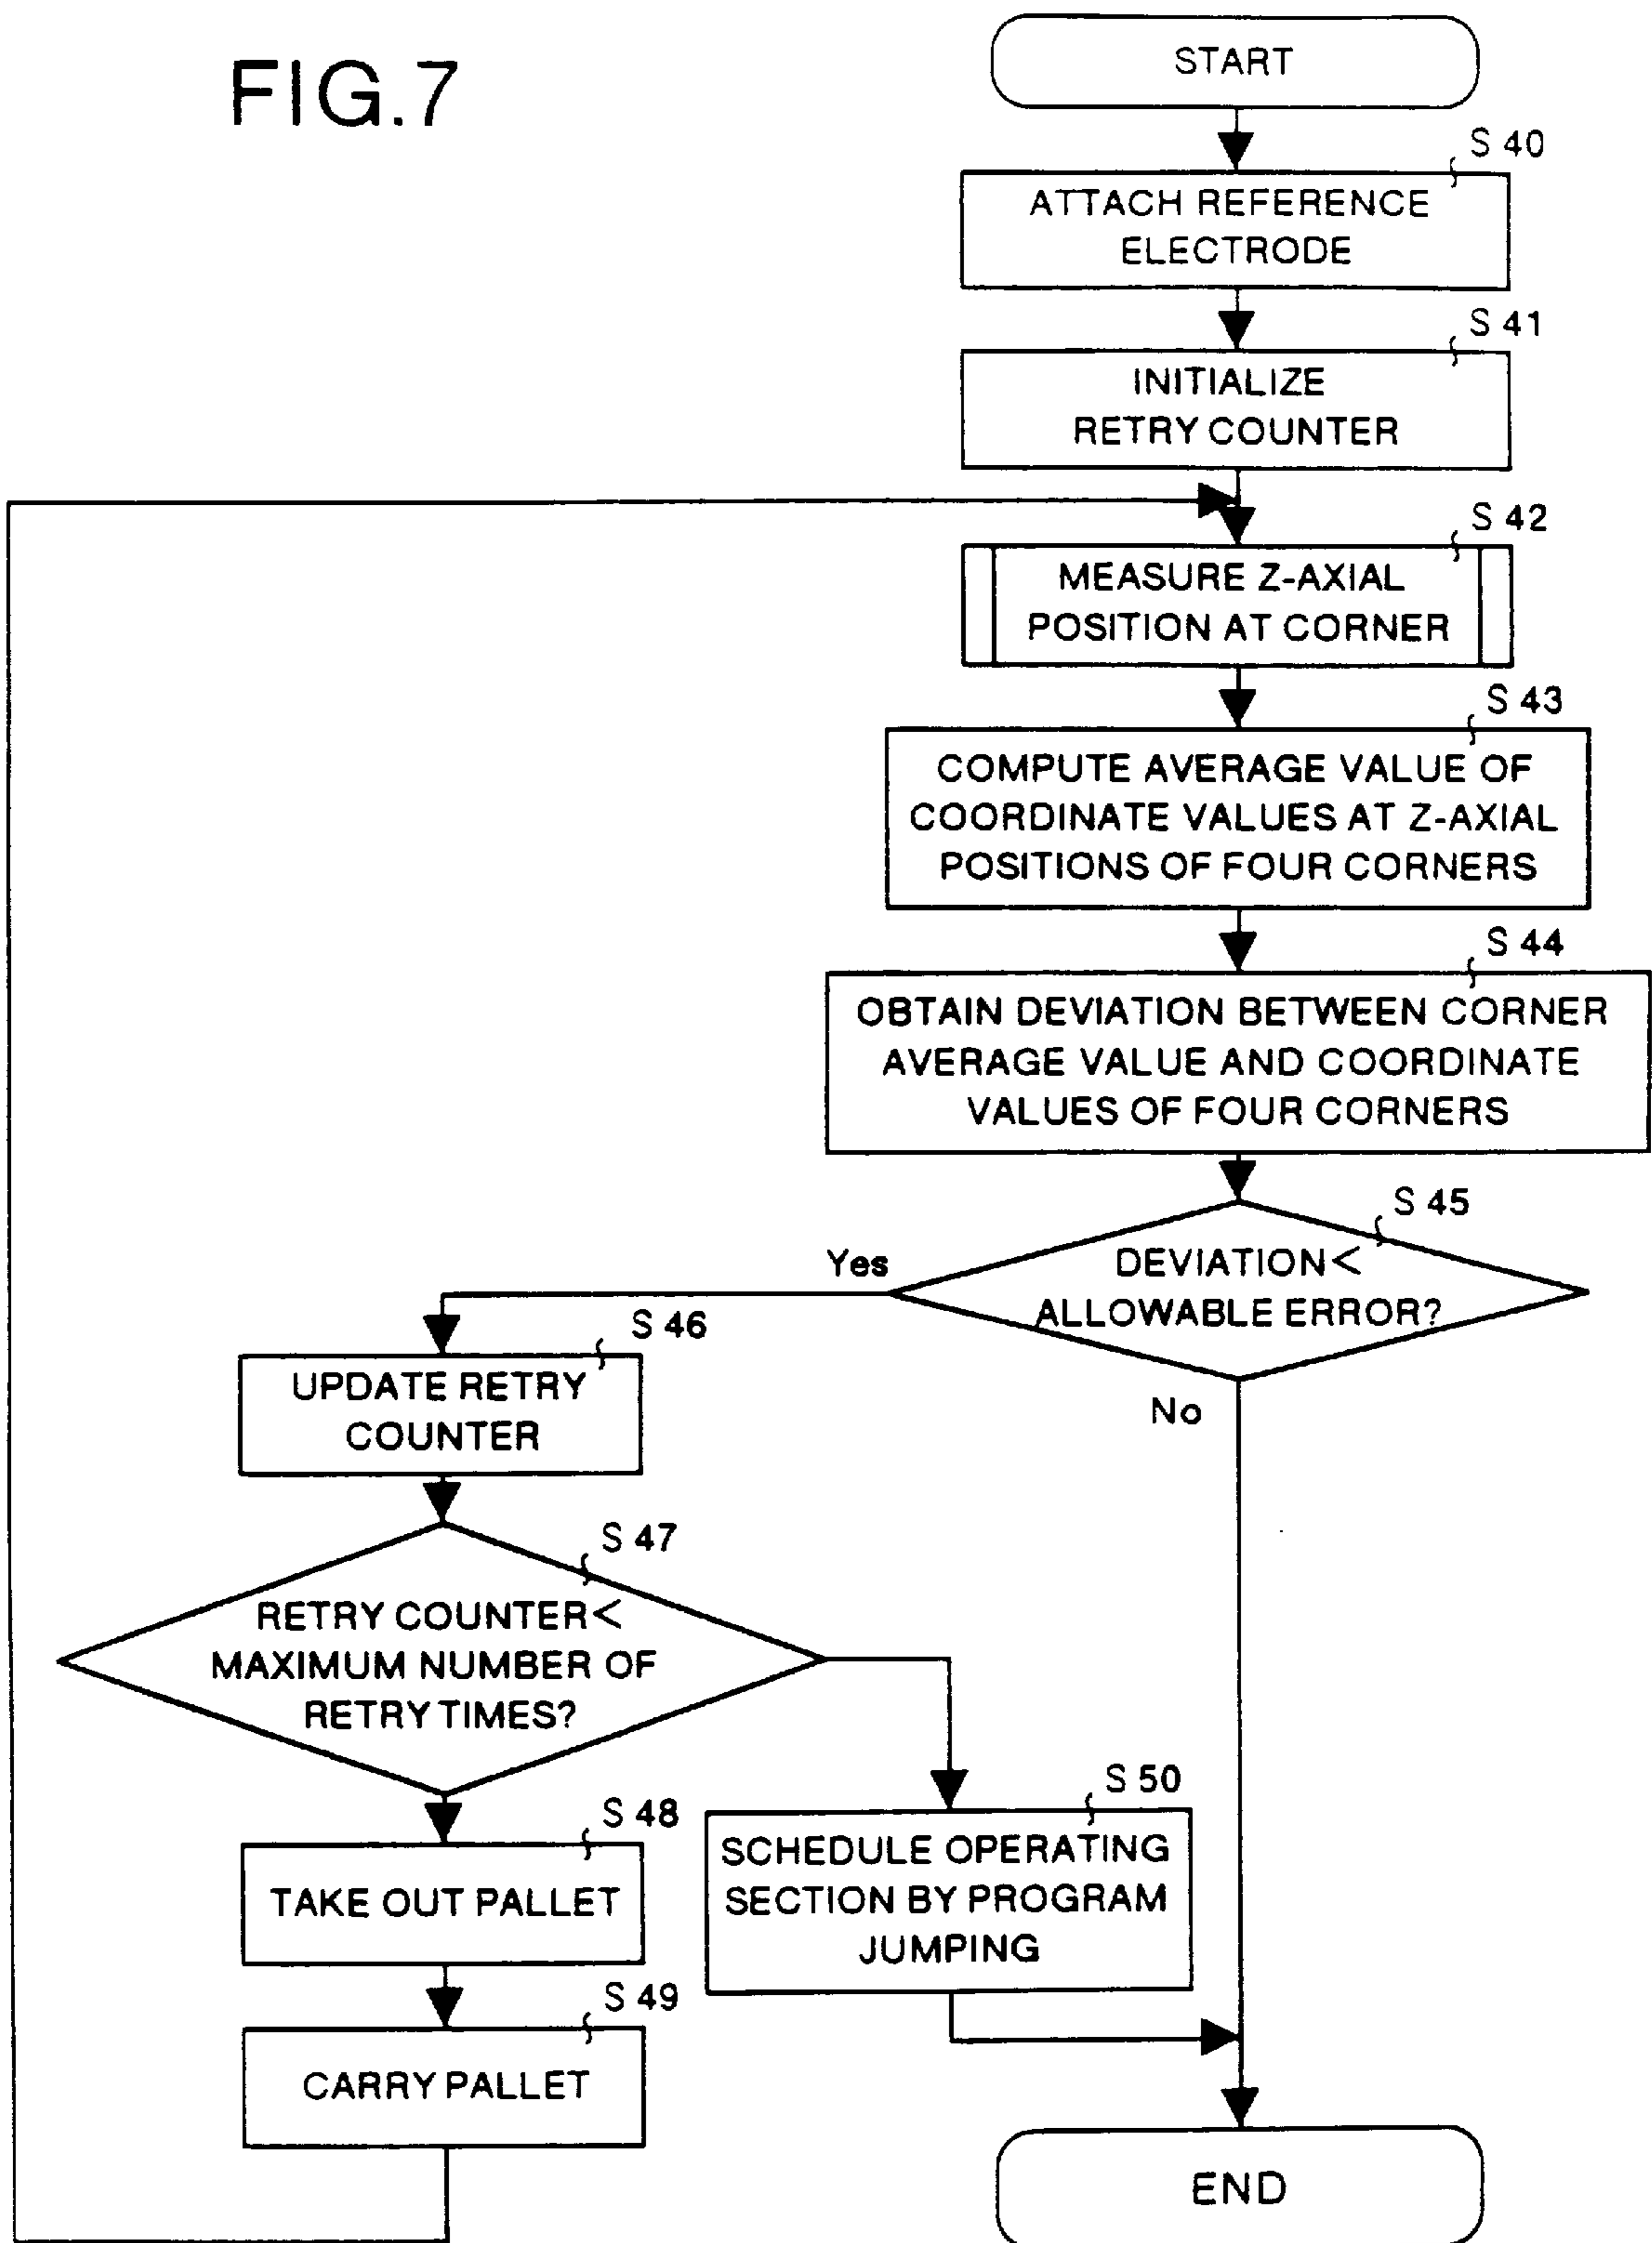 FIG.7
START
S 40
ATTACH REFERENCE
ELECTRODE
S 41
INITIALIZE
RETRY COUNTER
S 42
MEASURE Z-AXIAL
POSITION AT CORNER
S 43
COMPUTE AVERAGE VALUE OF
COORDINATE VALUES AT Z-AXIAL
POSITIONS OF FOUR CORNERS
S 44
OBTAIN DEVIATION BETWEEN CORNER
AVERAGE VALUE AND COORDINATE
VALUES OF FOUR CORNERS
S 45
DEVIATION<
ALLOWABLE ERROR?
Yes
No
S 46
UPDATE RETRY
COUNTER
S 47
RETRY COUNTER<
MAXIMUM NUMBER OF
RETRY TIMES?
S 48
TAKE OUT PALLET
S 49
CARRY PALLET
S 50
SCHEDULE OPERATING
SECTION BY PROGRAM
JUMPING
END